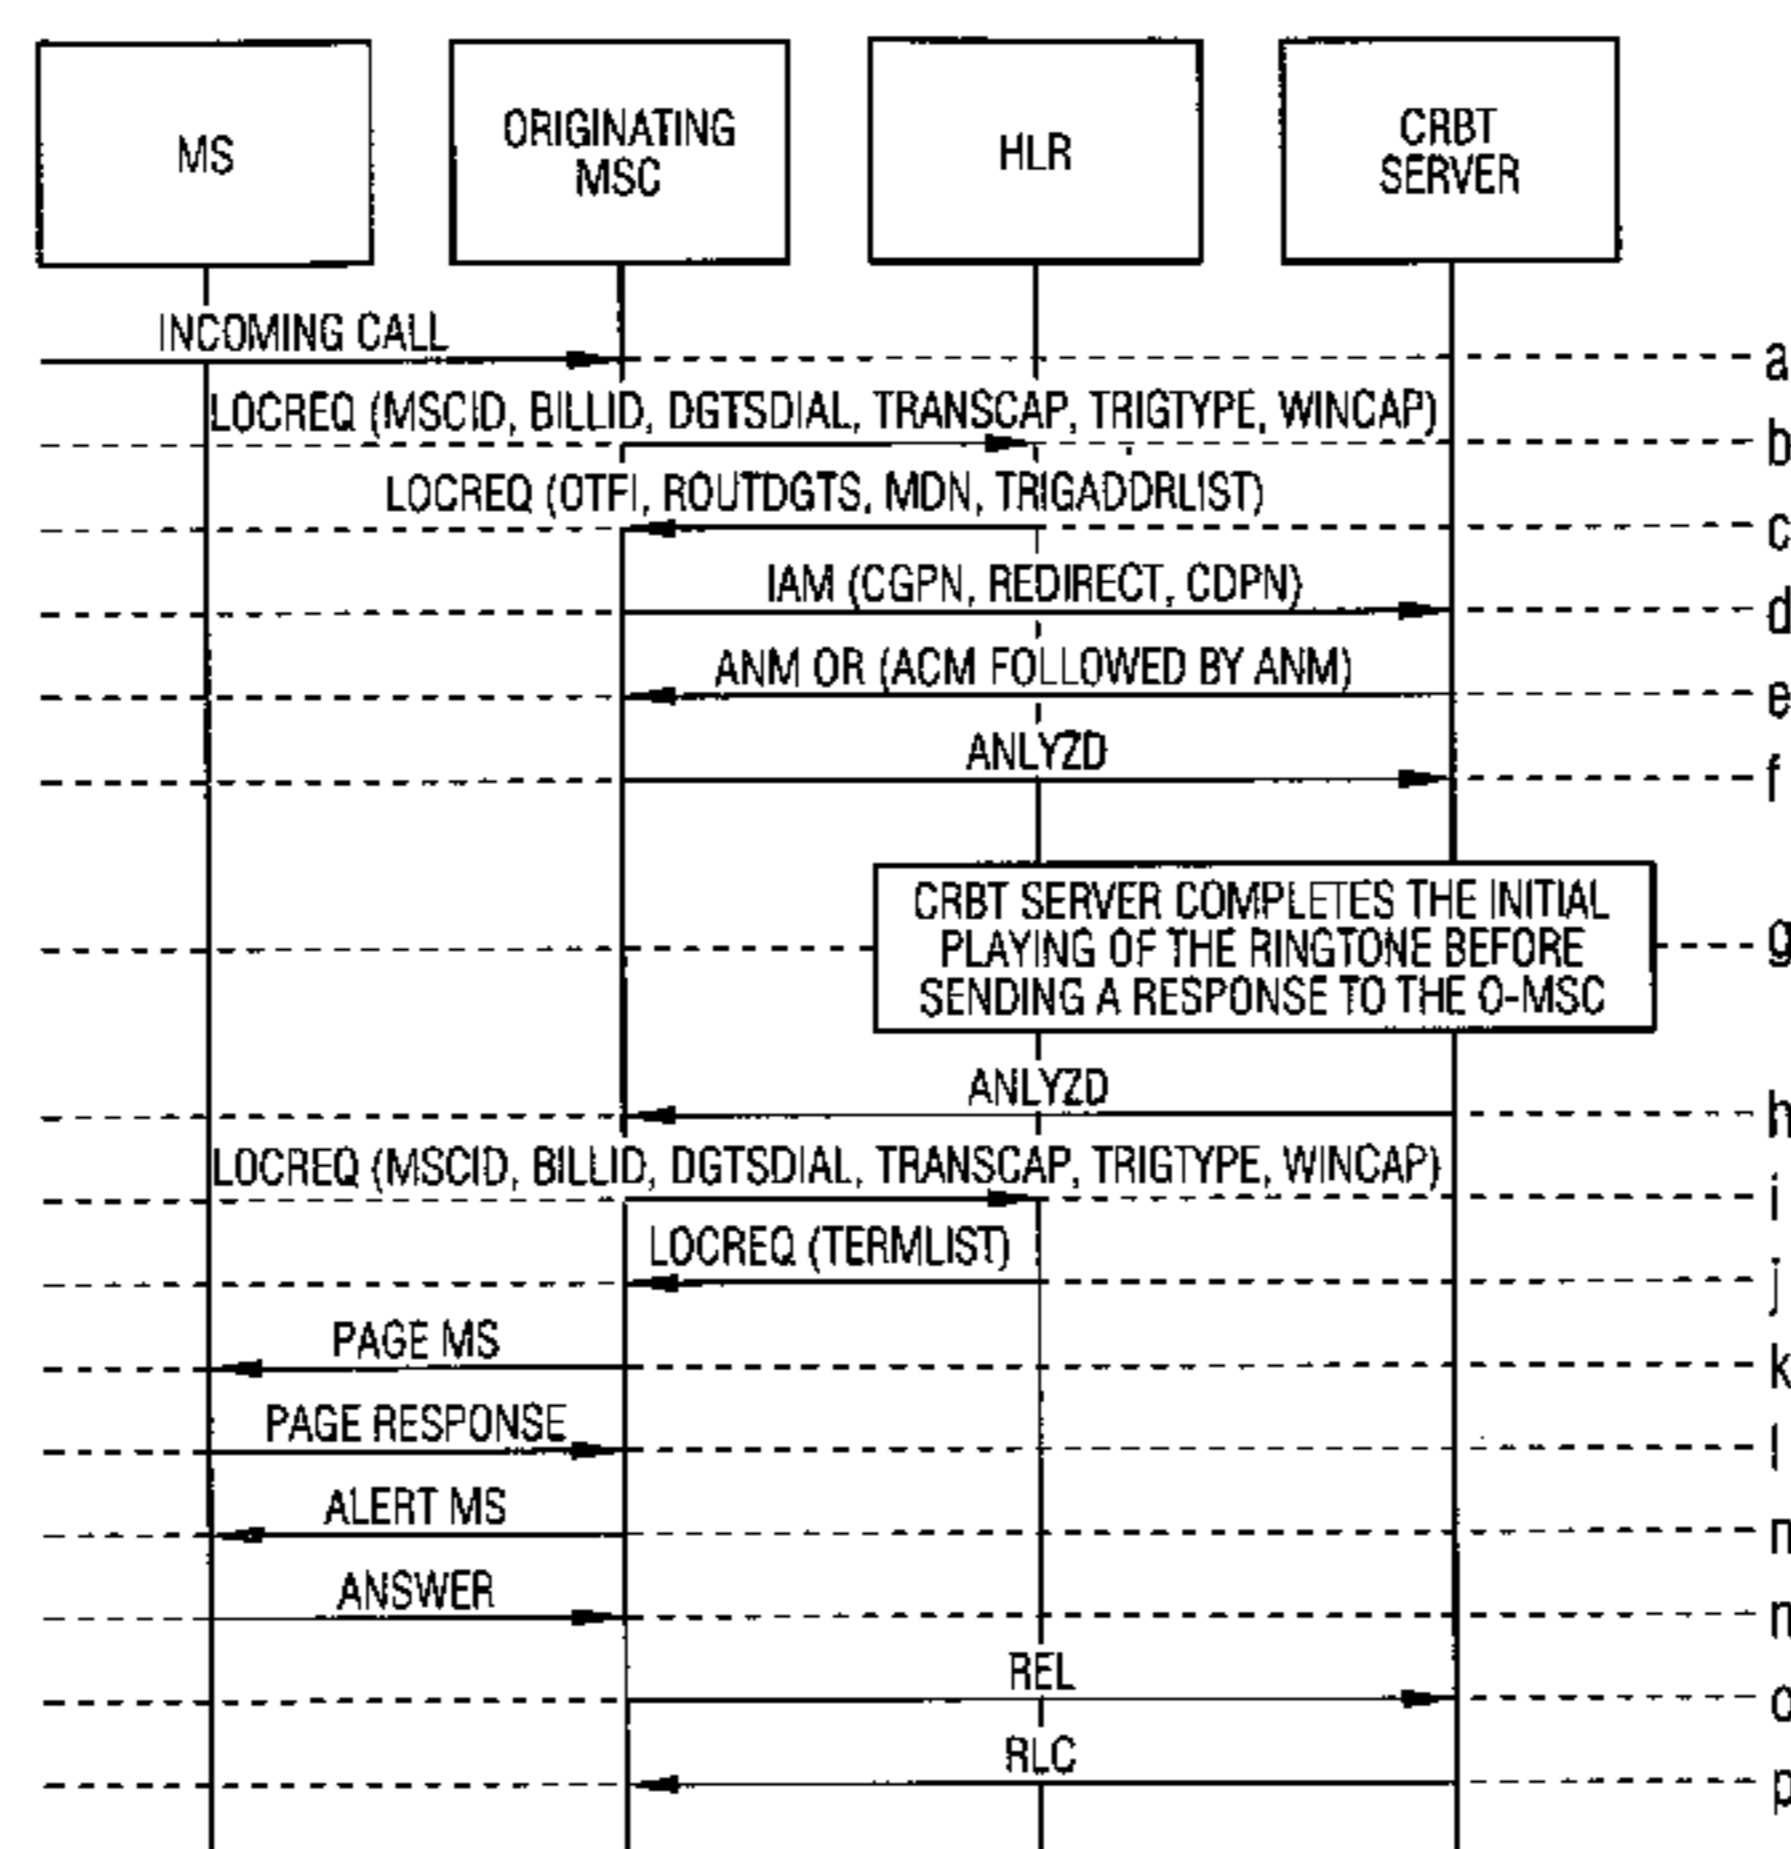 MS
ORIGINATING
MSC
HLR
CRBT
SERVER
INCOMING CALL
a
LOCREQ (MSCID, BILLID, DGTSDIAL, TRANSCAP, TRIGTYPE, WINCAP)
b
LOCREQ (OTFI, ROUTDGTS, MDN, TRIGADDRLIST)
c
IAM (CGPN, REDIRECT, CDPN)
d
ANM OR (ACM FOLLOWED BY ANM)
e
ANLYZD
f
CRBT SERVER COMPLETES THE INITIAL
PLAYING OF THE RINGTONE BEFORE
SENDING A RESPONSE TO THE O-MSC
g
ANLYZD
h
LOCREQ (MSCID, BILLID, DGTSDIAL, TRANSCAP, TRIGTYPE, WINCAP)
i
LOCREQ (TERMLIST)
j
PAGE MS
k
PAGE RESPONSE
l
ALERT MS
ANSWER
n
REL
o
RLC
p